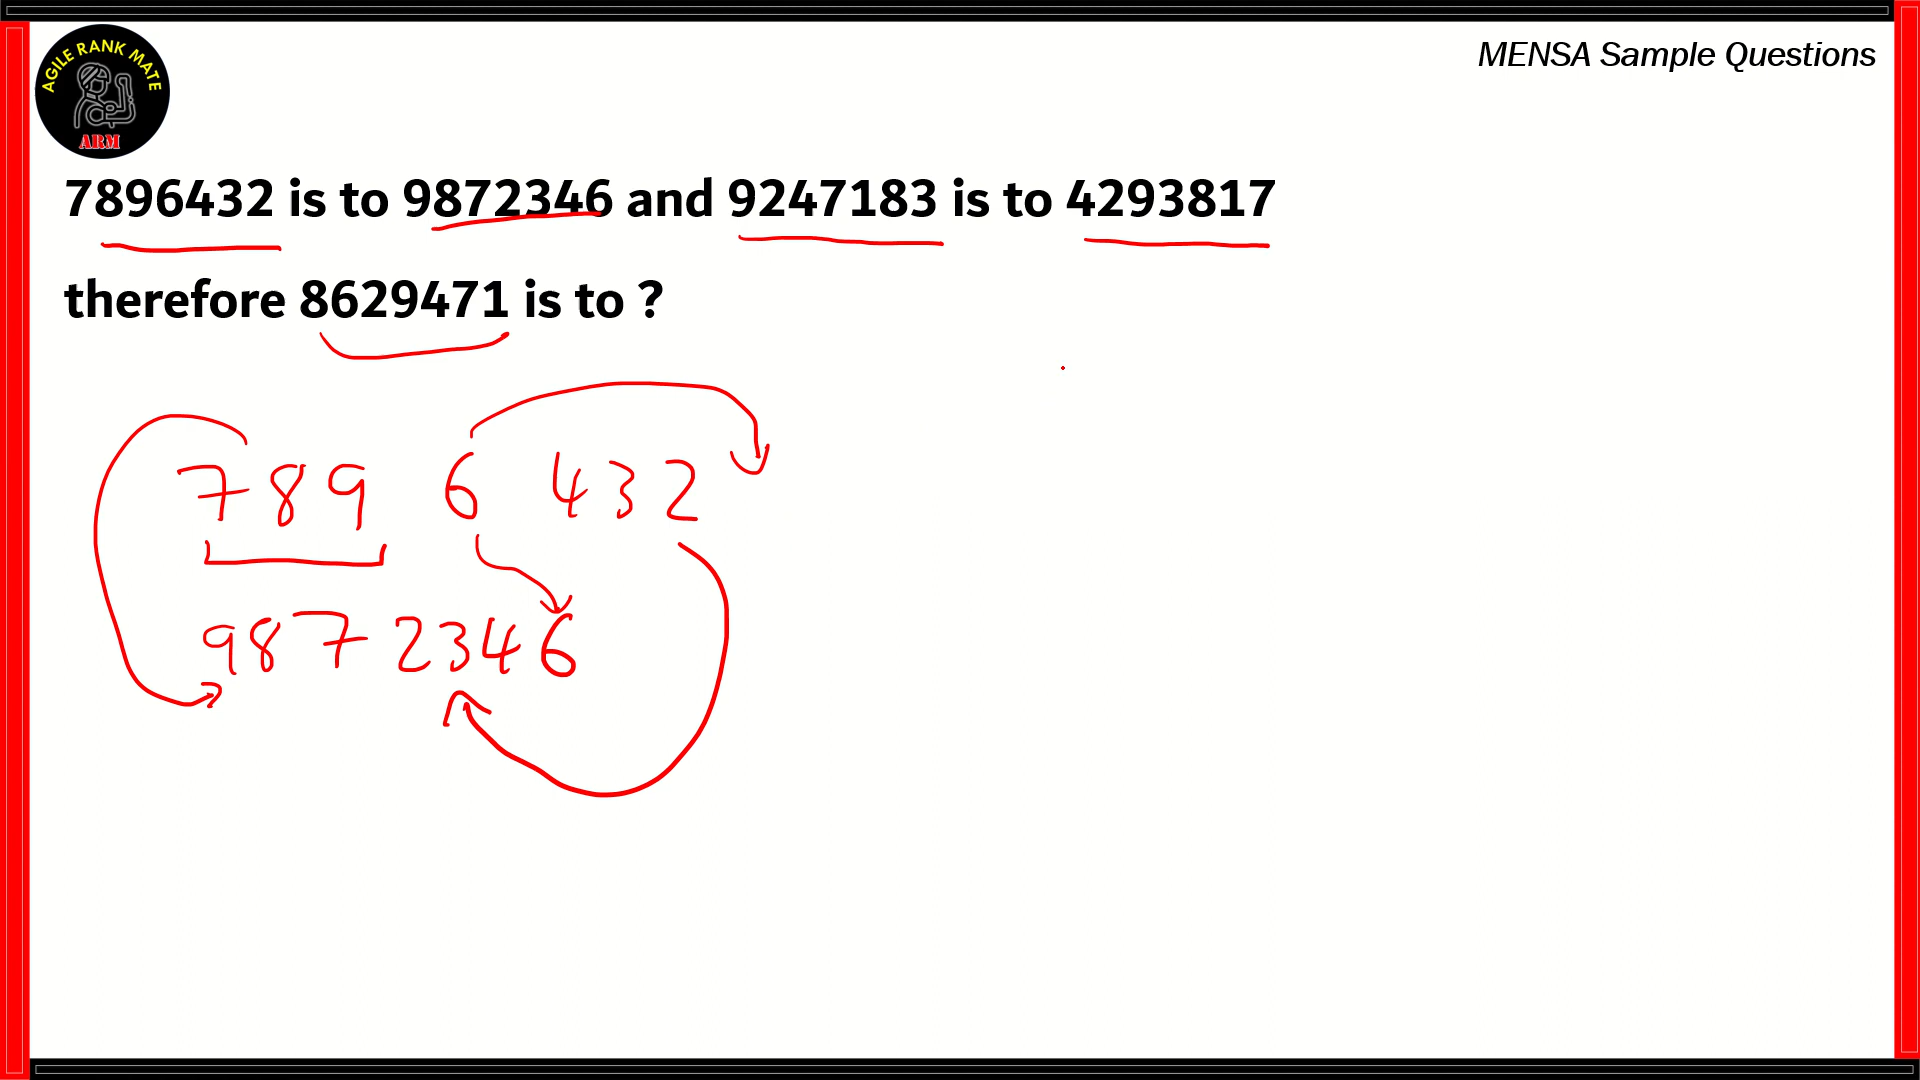 AGILE RANK MATE
ARM
MENSA Sample Questions
7896432 is to 9872346 and 9247183 is to 4293817
therefore 8629471 is to ?
789 6 432
9872346